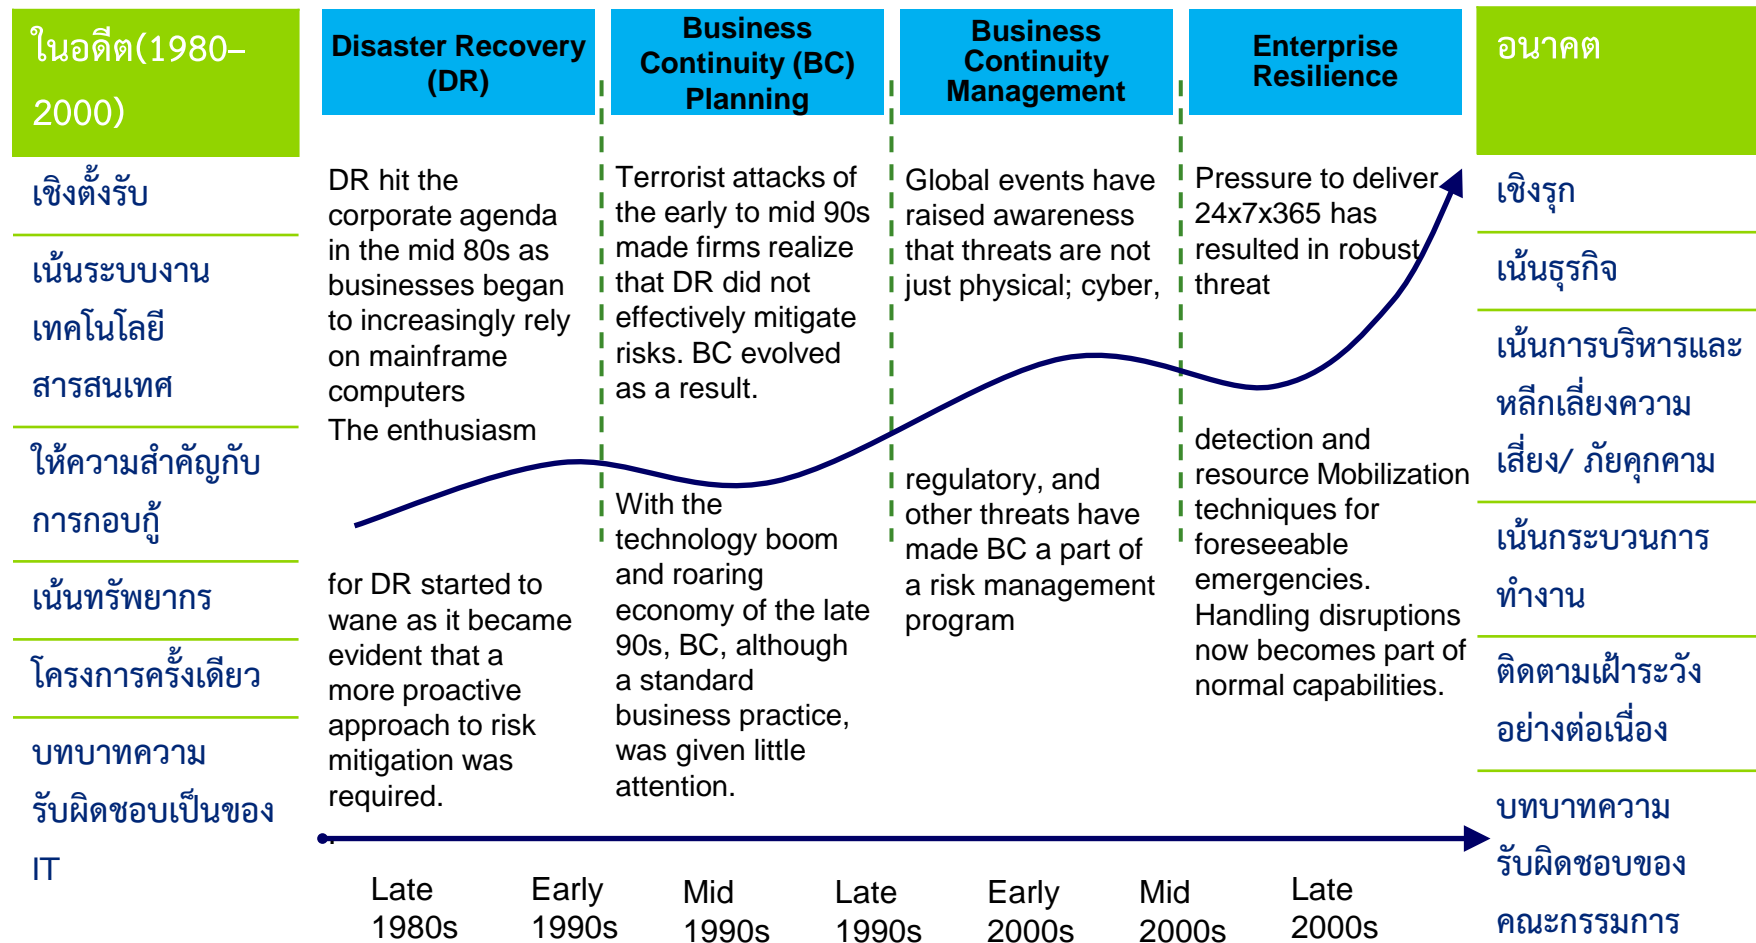 ในอดีต(1980–
2000)
เชิงตั้งรับ
เน้นระบบงาน
เทคโนโลยี
สารสนเทศ
ให้ความสำคัญกับ
การกอบกู้
เน้นทรัพยากร
โครงการครั้งเดียว
บทบาทความ
รับผิดชอบเป็นของ
IT
Disaster Recovery
(DR)
DR hit the
corporate agenda
in the mid 80s as
businesses began
to increasingly rely
on mainframe
computers
The enthusiasm
for DR started to
wane as it became
evident that a
more proactive
approach to risk
mitigation was
required.
.
Business
Continuity (BC)
Planning
Terrorist attacks of
the early to mid 90s
made firms realize
that DR did not
effectively mitigate
risks. BC evolved
as a result.
With the
technology boom
and roaring
economy of the late
90s, BC, although
a standard
business practice,
was given little
attention.
Business
Continuity
Management
Global events have
raised awareness
that threats are not
just physical; cyber,
regulatory, and
other threats have
made BC a part of
a risk management
program
Enterprise
Resilience
Pressure to deliver
24x7x365 has
resulted in robust
threat
detection and
resource Mobilization
techniques for
foreseeable
emergencies.
Handling disruptions
now becomes part of
normal capabilities.
อนาคต
เชิงรุก
เน้นธุรกิจ
เน้นการบริหารและ
หลีกเลี่ยงความ
เสี่ยง/ ภัยคุกคาม
เน้นกระบวนการ
ทำงาน
ติดตามเฝ้าระวัง
อย่างต่อเนื่อง
บทบาทความ
รับผิดชอบของ
คณะกรรมการ
Late
1980s
Early
1990s
Mid
1990s
Late
1990s
Early
2000s
Mid
2000s
Late
2000s